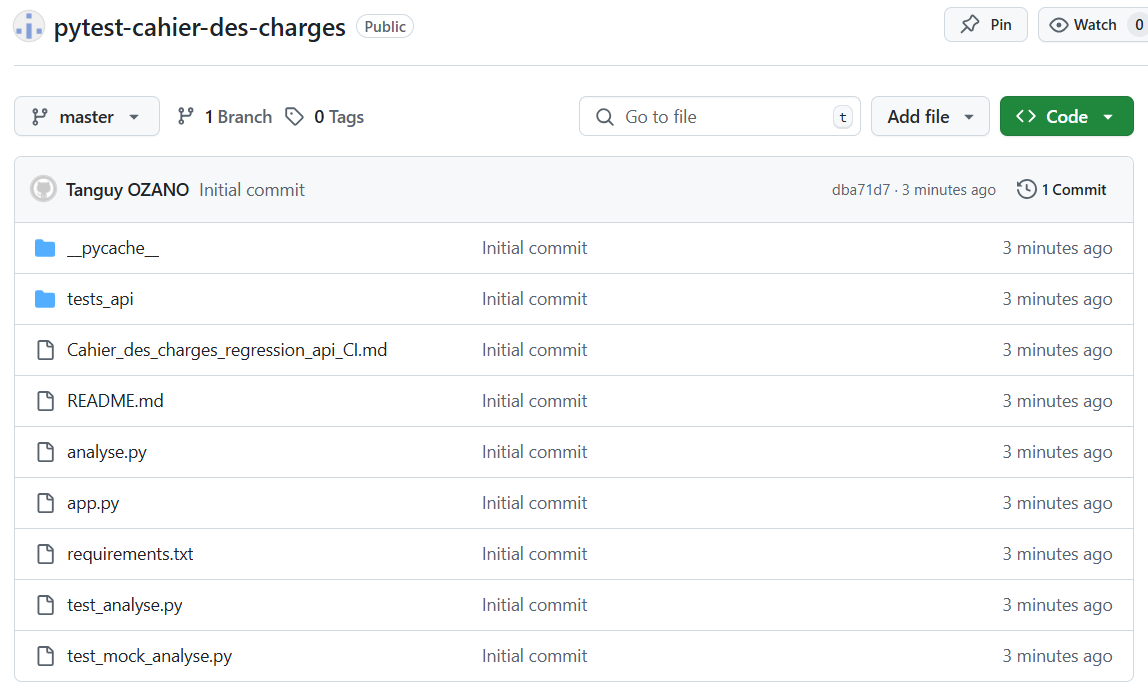 pytest-cahier-des-charges Public Pin Watch 0
master 1 Branch 0 Tags Go to file t Add file Code
Tanguy OZANO Initial commit dba71d7 · 3 minutes ago 1 Commit
__pycache__ Initial commit 3 minutes ago
tests_api Initial commit 3 minutes ago
Cahier_des_charges_regression_api_CI.md Initial commit 3 minutes ago
README.md Initial commit 3 minutes ago
analyse.py Initial commit 3 minutes ago
app.py Initial commit 3 minutes ago
requirements.txt Initial commit 3 minutes ago
test_analyse.py Initial commit 3 minutes ago
test_mock_analyse.py Initial commit 3 minutes ago